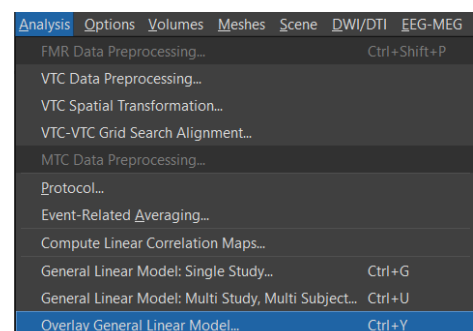 Analysis Options Volumes Meshes Scene DWI/DTI EEG-MEG
FMR Data Preprocessing... Ctrl+Shift+P
VTC Data Preprocessing...
VTC Spatial Transformation...
VTC-VTC Grid Search Alignment...
MTC Data Preprocessing...
Protocol...
Event-Related Averaging...
Compute Linear Correlation Maps...
General Linear Model: Single Study... Ctrl+G
General Linear Model: Multi Study, Multi Subject... Ctrl+U
Overlay General Linear Model... Ctrl+Y